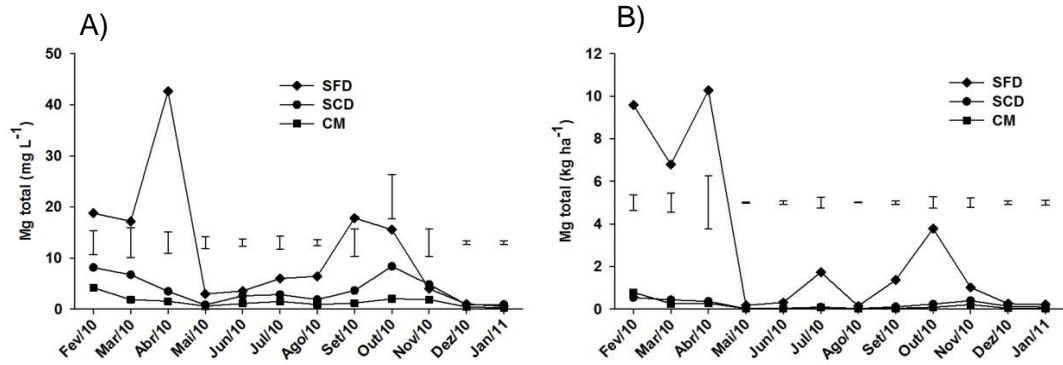 A)
50
40
30
20
10
0
Mg total (mg L⁻¹)
SFD
SCD
CM
Fev/10
Mar/10
Abr/10
Mai/10
Jun/10
Jul/10
Ago/10
Set/10
Out/10
Nov/10
Dez/10
Jan/11
B)
12
10
8
6
4
2
0
Mg total (kg ha⁻¹)
SFD
SCD
CM
Fev/10
Mar/10
Abr/10
Mai/10
Jun/10
Jul/10
Ago/10
Set/10
Out/10
Nov/10
Dez/10
Jan/11